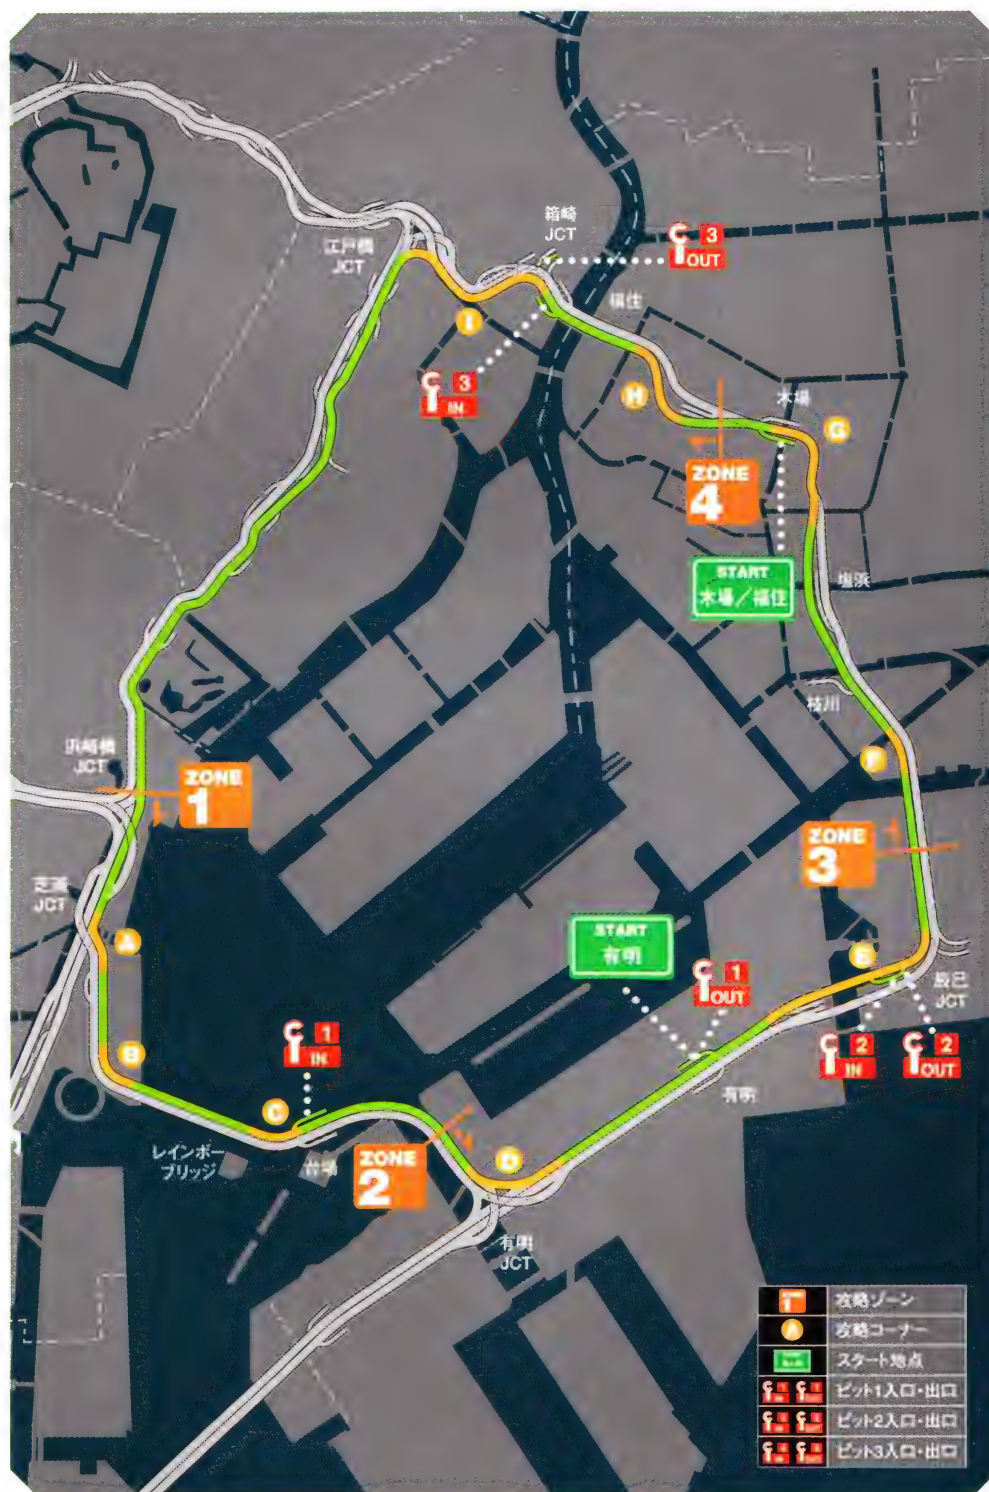 箱崎
JCT
3
OUT
江戸橋
JCT
福住
I
3
IN
H
木場
G
ZONE
4
START
木場／福住
塩浜
枝川
浜崎橋
JCT
ZONE
1
F
ZONE
3
芝浦
JCT
A
START
有明
E
1
OUT
辰巳
JCT
1
IN
B
2
IN
2
OUT
有明
C
レインボー
ブリッジ
台場
ZONE
2
D
有明
JCT
攻略ゾーン
A
攻略コーナー
スタート地点
ピット1入口・出口
ピット2入口・出口
ピット3入口・出口